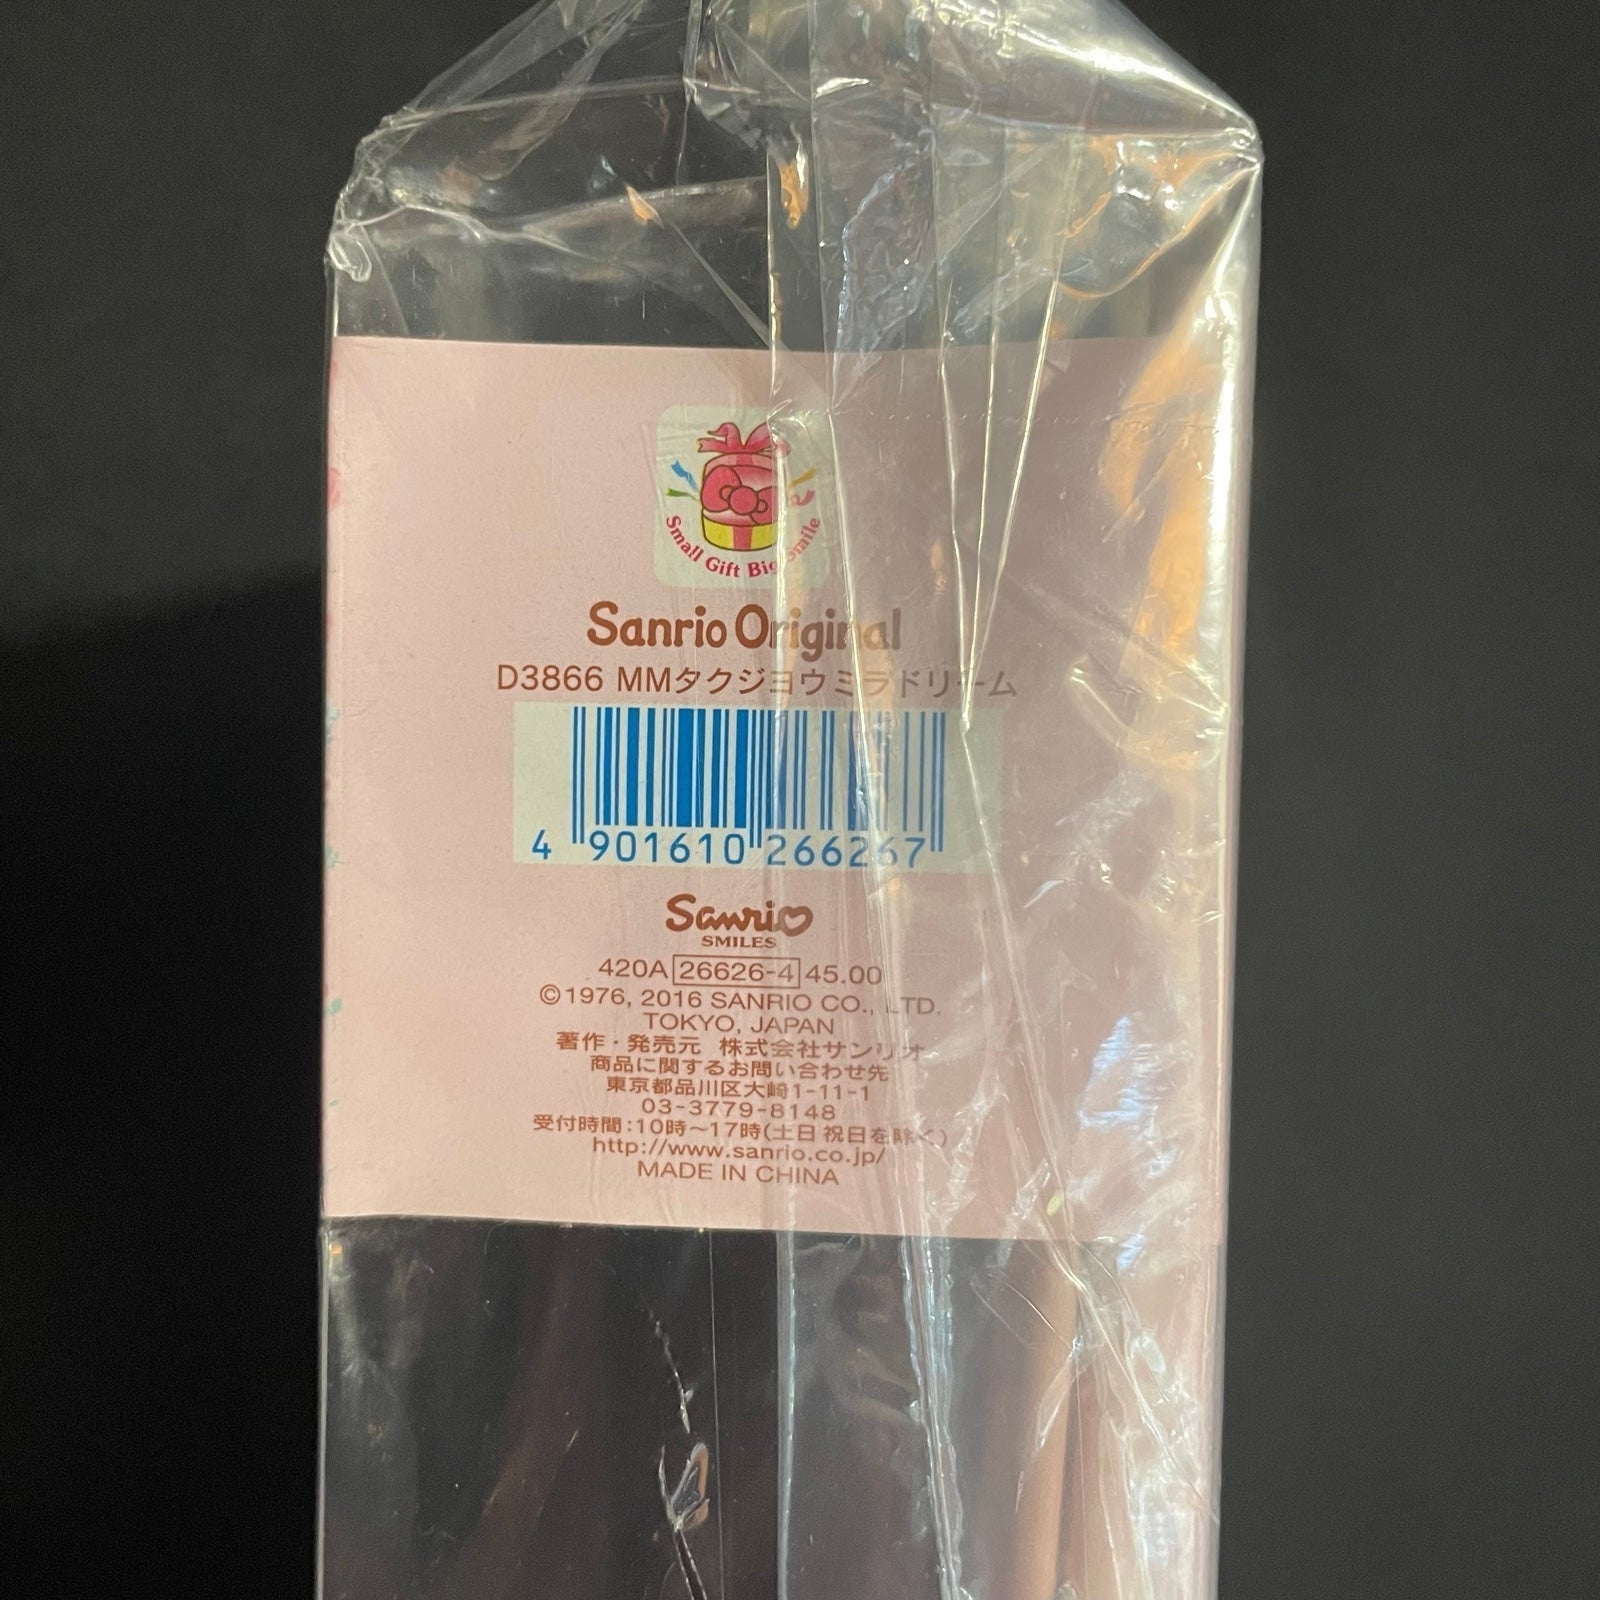 Small Gift Big Smile
Sanrio Original
D3866 MMタクジヨウミラドリーム
4 901610 266267
Sanrio
SMILES
420A 26626-4 45.00
©1976, 2016 SANRIO CO., LTD.
TOKYO, JAPAN
著作・発売元 株式会社サンリオ
商品に関するお問い合わせ先
東京都品川区大崎1-11-1
03-3779-8148
受付時間:10時〜17時(土日祝日を除く)
http://www.sanrio.co.jp/
MADE IN CHINA